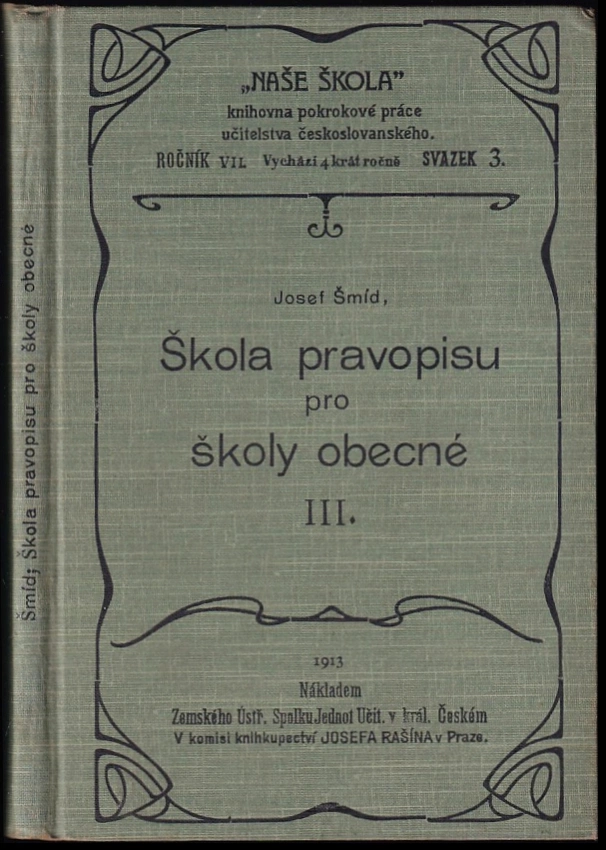 „NAŠE ŠKOLA”
knihovna pokrokové práce
učitelstva českoslovanského.
ROČNÍK VII. Vychází 4 krát ročně SVAZEK 3.
Josef Šmíd,
Škola pravopisu
pro
školy obecné
III.
1913
Nákladem
Zemského Ústř. Spolku Jednot Učit. v král. Českém
V komisi knihkupectví JOSEFA RAŠÍNA v Praze.
Šmíd; Škola pravopisu pro školy obecné